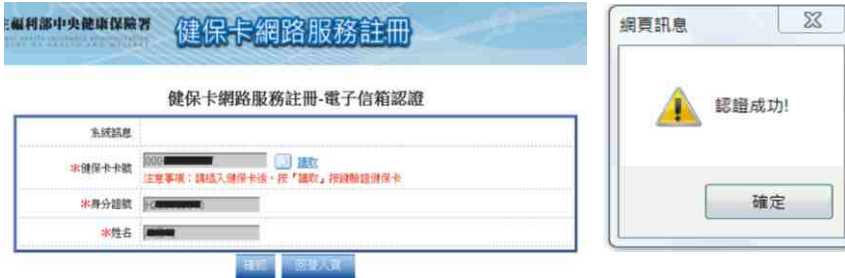 福利部中央健康保險署
健保卡網路服務註冊
健保卡網路服務註冊-電子信箱認證
系統訊息
*健保卡卡號 000 讀取
注意事項:請插入健保卡後,按「讀取」按鍵驗證健保卡
*身分證號
*姓名
確認 回登入頁
網頁訊息
認證成功!
確定